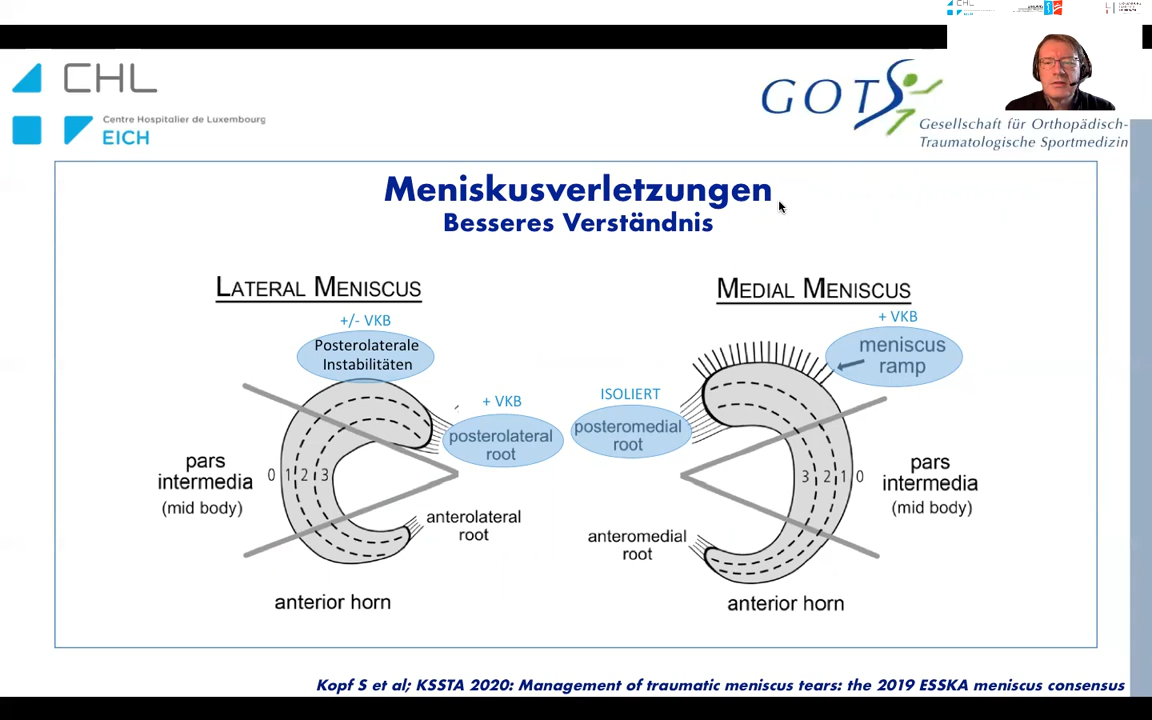 CHL
CHL
Centre Hospitalier de Luxembourg
EICH
GOTS
Gesellschaft für Orthopädisch-
Traumatologische Sportmedizin
Meniskusverletzungen
Besseres Verständnis
LATERAL MENISCUS
MEDIAL MENISCUS
+/- VKB
Posterolaterale
Instabilitäten
+ VKB
meniscus
ramp
+ VKB
posterolateral
root
ISOLIERT
posteromedial
root
pars
intermedia
(mid body)
0 1 2 3
3 2 1 0
pars
intermedia
(mid body)
anterolateral
root
anteromedial
root
anterior horn
anterior horn
Kopf S et al; KSSTA 2020: Management of traumatic meniscus tears: the 2019 ESSKA meniscus consensus